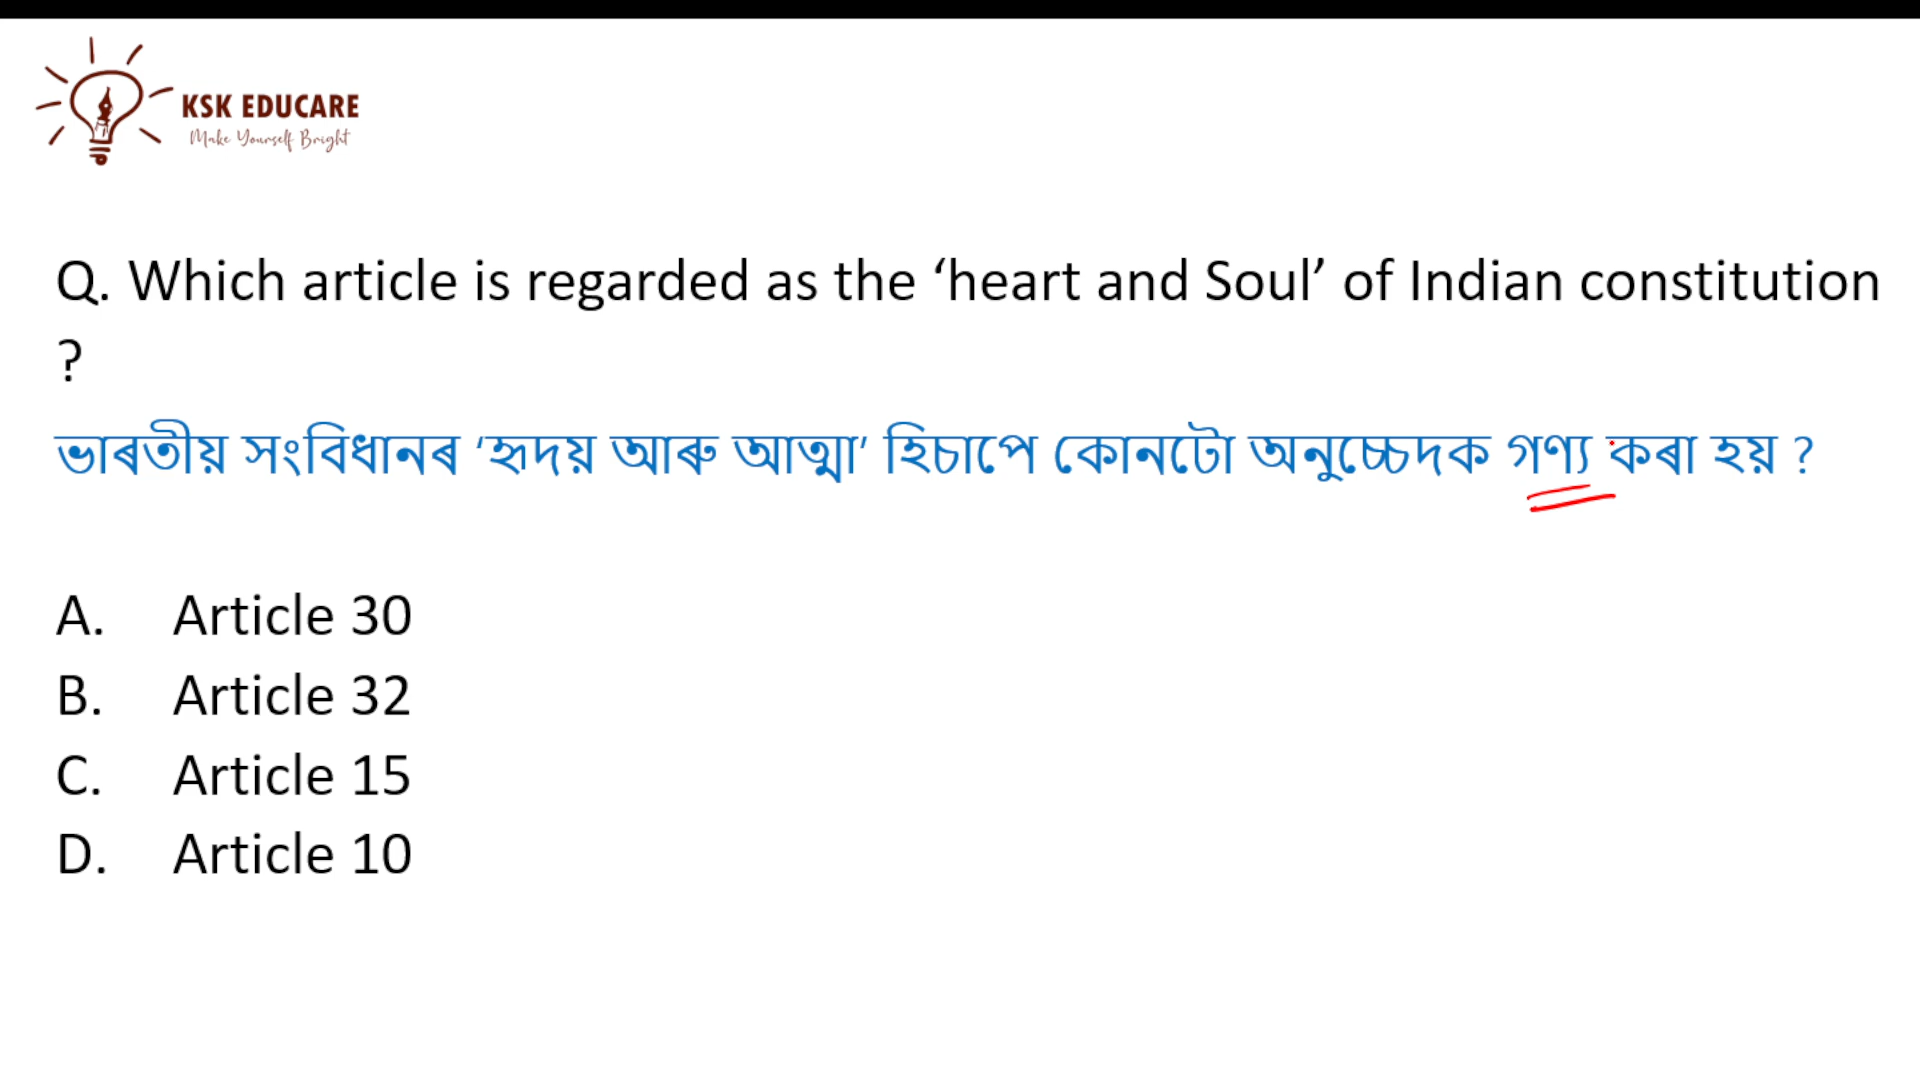 KSK EDUCARE
Make Yourself Bright
Q. Which article is regarded as the ‘heart and Soul’ of Indian constitution
?
ভাৰতীয় সংবিধানৰ ‘হৃদয় আৰু আত্মা’ হিচাপে কোনটো অনুচ্চেদক গণ্য কৰা হয় ?
A. Article 30
B. Article 32
C. Article 15
D. Article 10